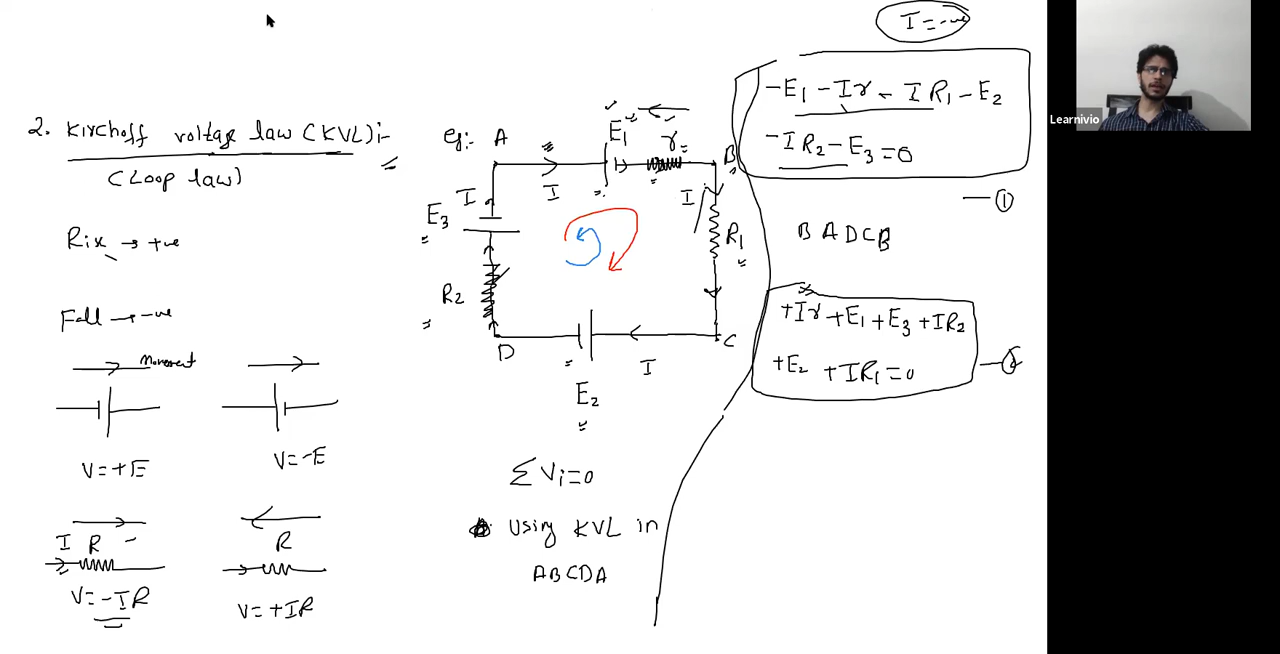 I = -ve
2. Kirchoff voltage law (KVL):-
(Loop law)
Rise → +ve
Fall → -ve
Movement
V = +E
V = -E
I R
V = -IR
R
V = +IR
Eg:- A
E1
r
B
I
I
I
E3
R1
R2
D
C
I
E2
Σ Vi = 0
Using KVL in
ABCDA
-E1 - Ir - IR1 - E2
-IR2 - E3 = 0
— ①
BADCB
+Ir + E1 + E3 + IR2
+E2 + IR1 = 0
— ②
Learnivio